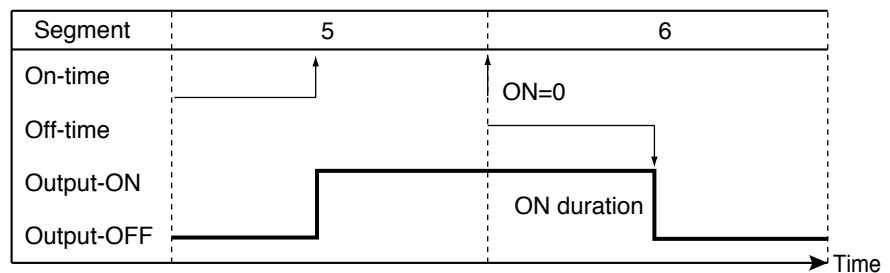 Segment 5 6
On-time
ON=0
Off-time
Output-ON
ON duration
Output-OFF
Time